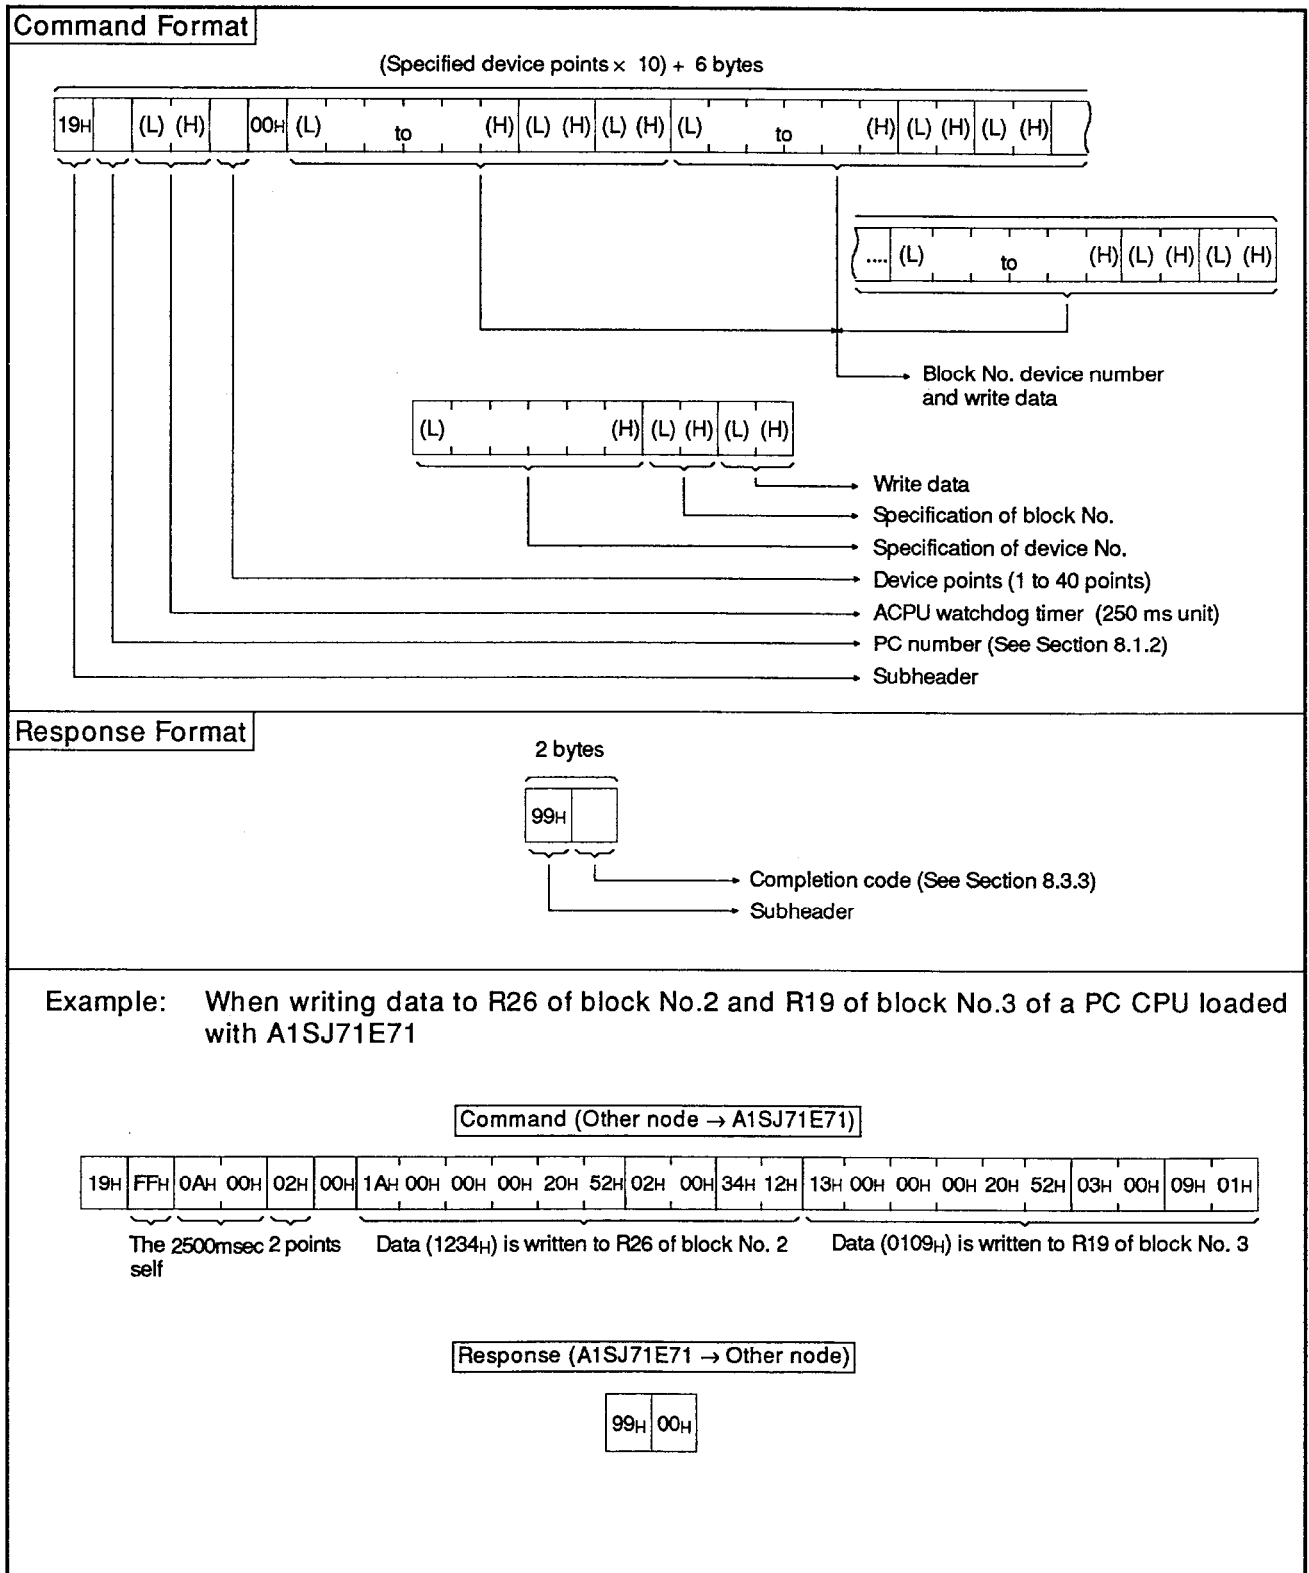 Command Format
(Specified device points × 10) + 6 bytes
19H (L) (H) 00H (L) to (H) (L) (H) (L) (H) (L) to (H) (L) (H) (L) (H)
.... (L) to (H) (L) (H) (L) (H)
Block No. device number
and write data
(L) (H) (L) (H) (L) (H)
Write data
Specification of block No.
Specification of device No.
Device points (1 to 40 points)
ACPU watchdog timer (250 ms unit)
PC number (See Section 8.1.2)
Subheader
Response Format
2 bytes
99H
Completion code (See Section 8.3.3)
Subheader
Example: When writing data to R26 of block No.2 and R19 of block No.3 of a PC CPU loaded
with A1SJ71E71
Command (Other node → A1SJ71E71)
19H FFH 0AH 00H 02H 00H 1AH 00H 00H 00H 20H 52H 02H 00H 34H 12H 13H 00H 00H 00H 20H 52H 03H 00H 09H 01H
The 2500msec 2 points Data (1234H) is written to R26 of block No. 2 Data (0109H) is written to R19 of block No. 3
self
Response (A1SJ71E71 → Other node)
99H 00H